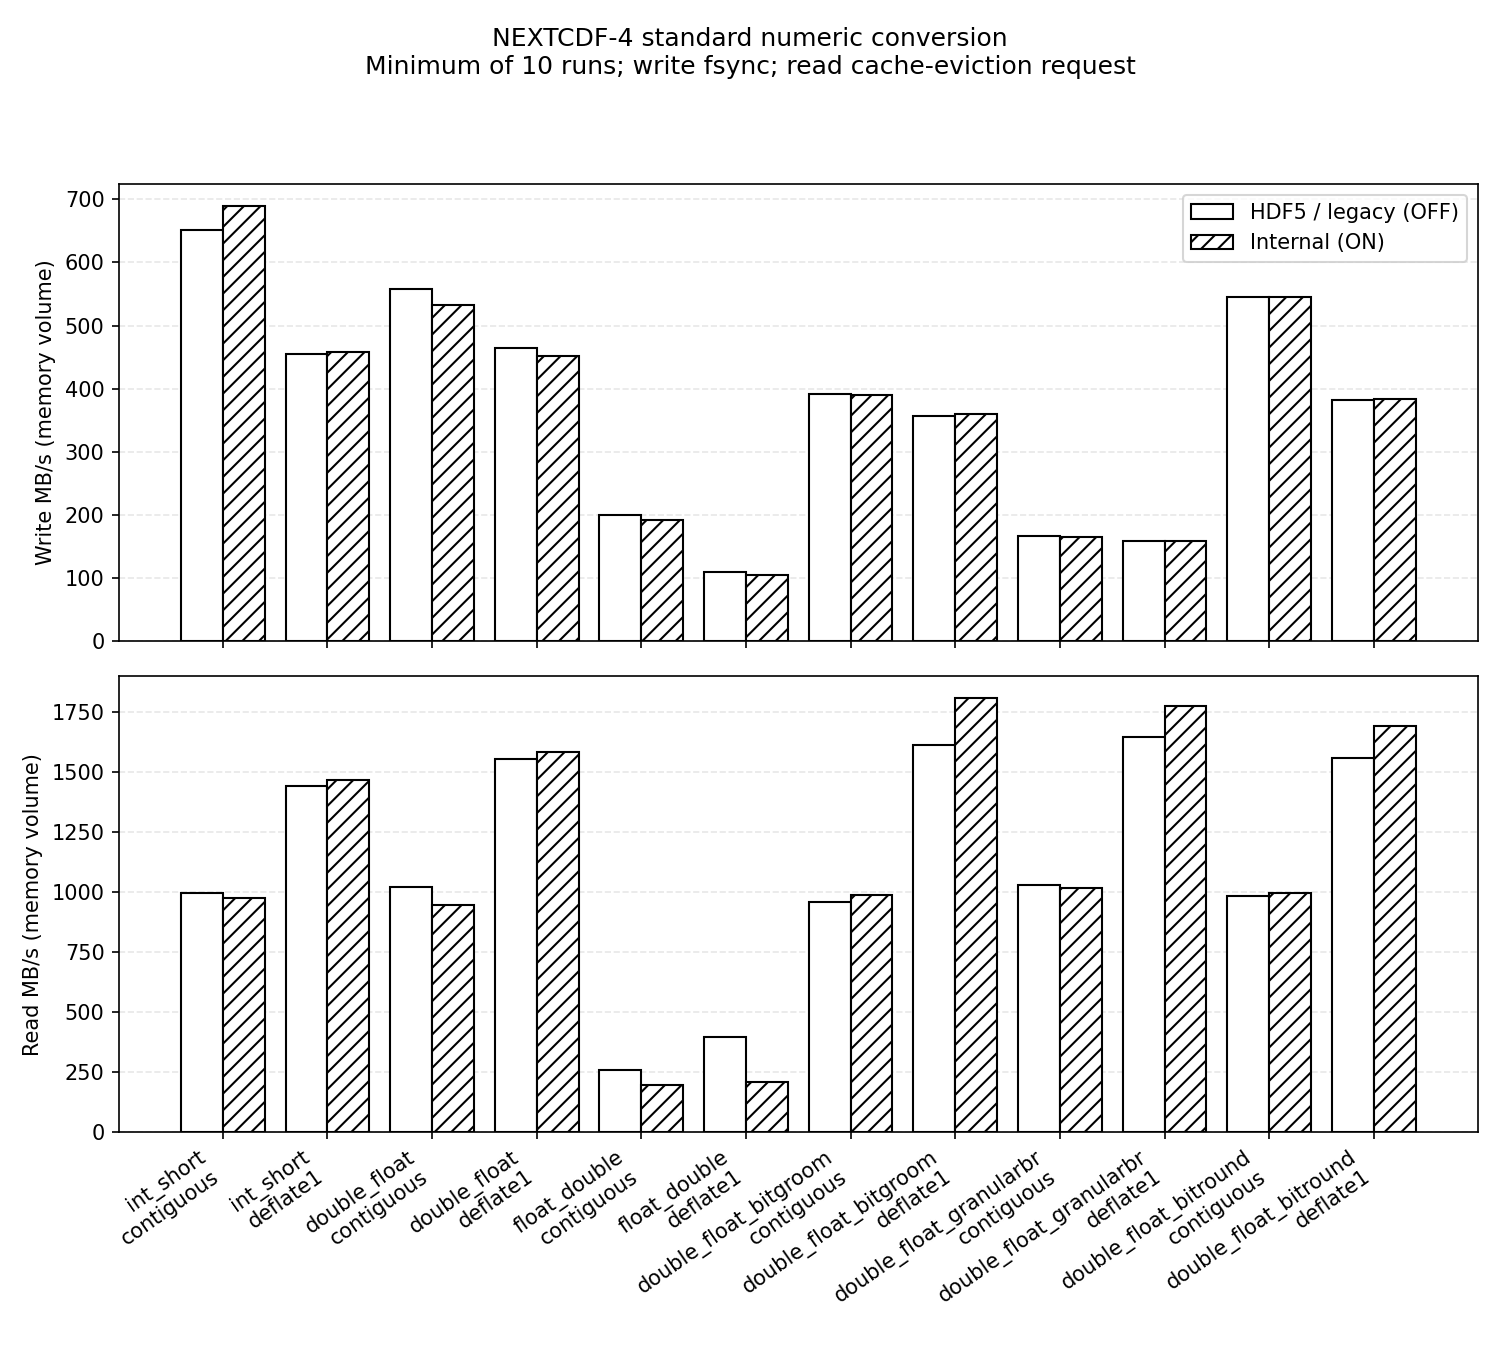 NEXTCDF-4 standard numeric conversion
Minimum of 10 runs; write fsync; read cache-eviction request
HDF5 / legacy (OFF)
Internal (ON)
Write MB/s (memory volume)
700
600
500
400
300
200
100
0
Read MB/s (memory volume)
1750
1500
1250
1000
750
500
250
0
int_short
contiguous
int_short
deflate1
double_float
contiguous
double_float
deflate1
float_double
contiguous
float_double
deflate1
double_float_bitgroom
contiguous
double_float_bitgroom
deflate1
double_float_granularbr
contiguous
double_float_granularbr
deflate1
double_float_bitround
contiguous
double_float_bitround
deflate1